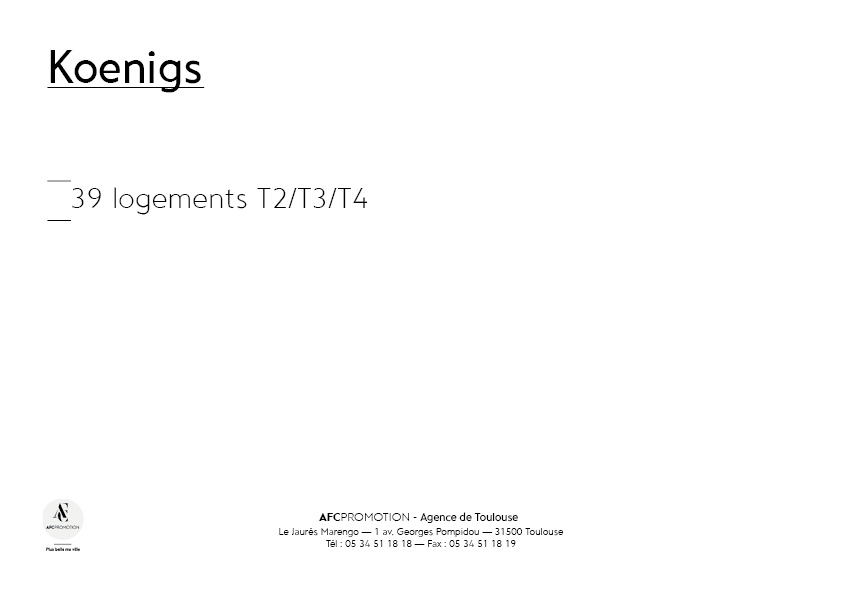 Koenigs
39 logements T2/T3/T4
AFCPROMOTION
Plus belle ma ville
AFCPROMOTION - Agence de Toulouse
Le Jaurès Marengo — 1 av. Georges Pompidou — 31500 Toulouse
Tél : 05 34 51 18 18 — Fax : 05 34 51 18 19